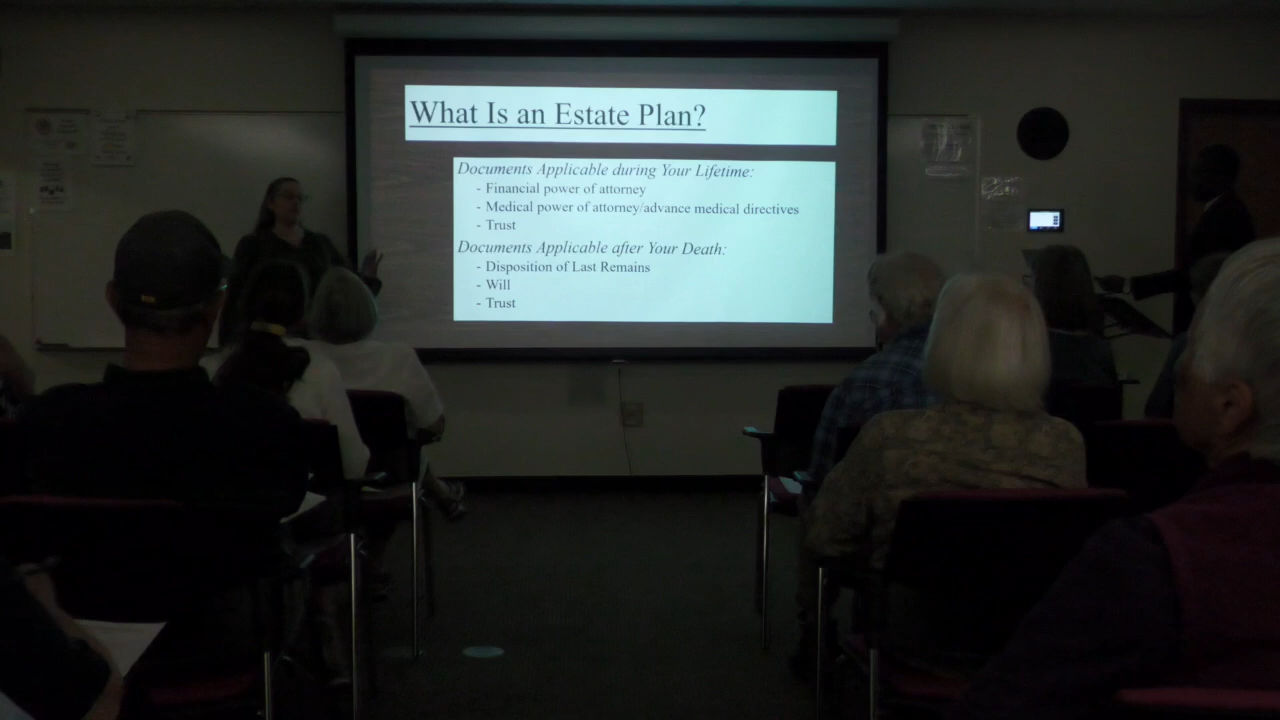 What Is an Estate Plan?
Documents Applicable during Your Lifetime:
- Financial power of attorney
- Medical power of attorney/advance medical directives
- Trust
Documents Applicable after Your Death:
- Disposition of Last Remains
- Will
- Trust